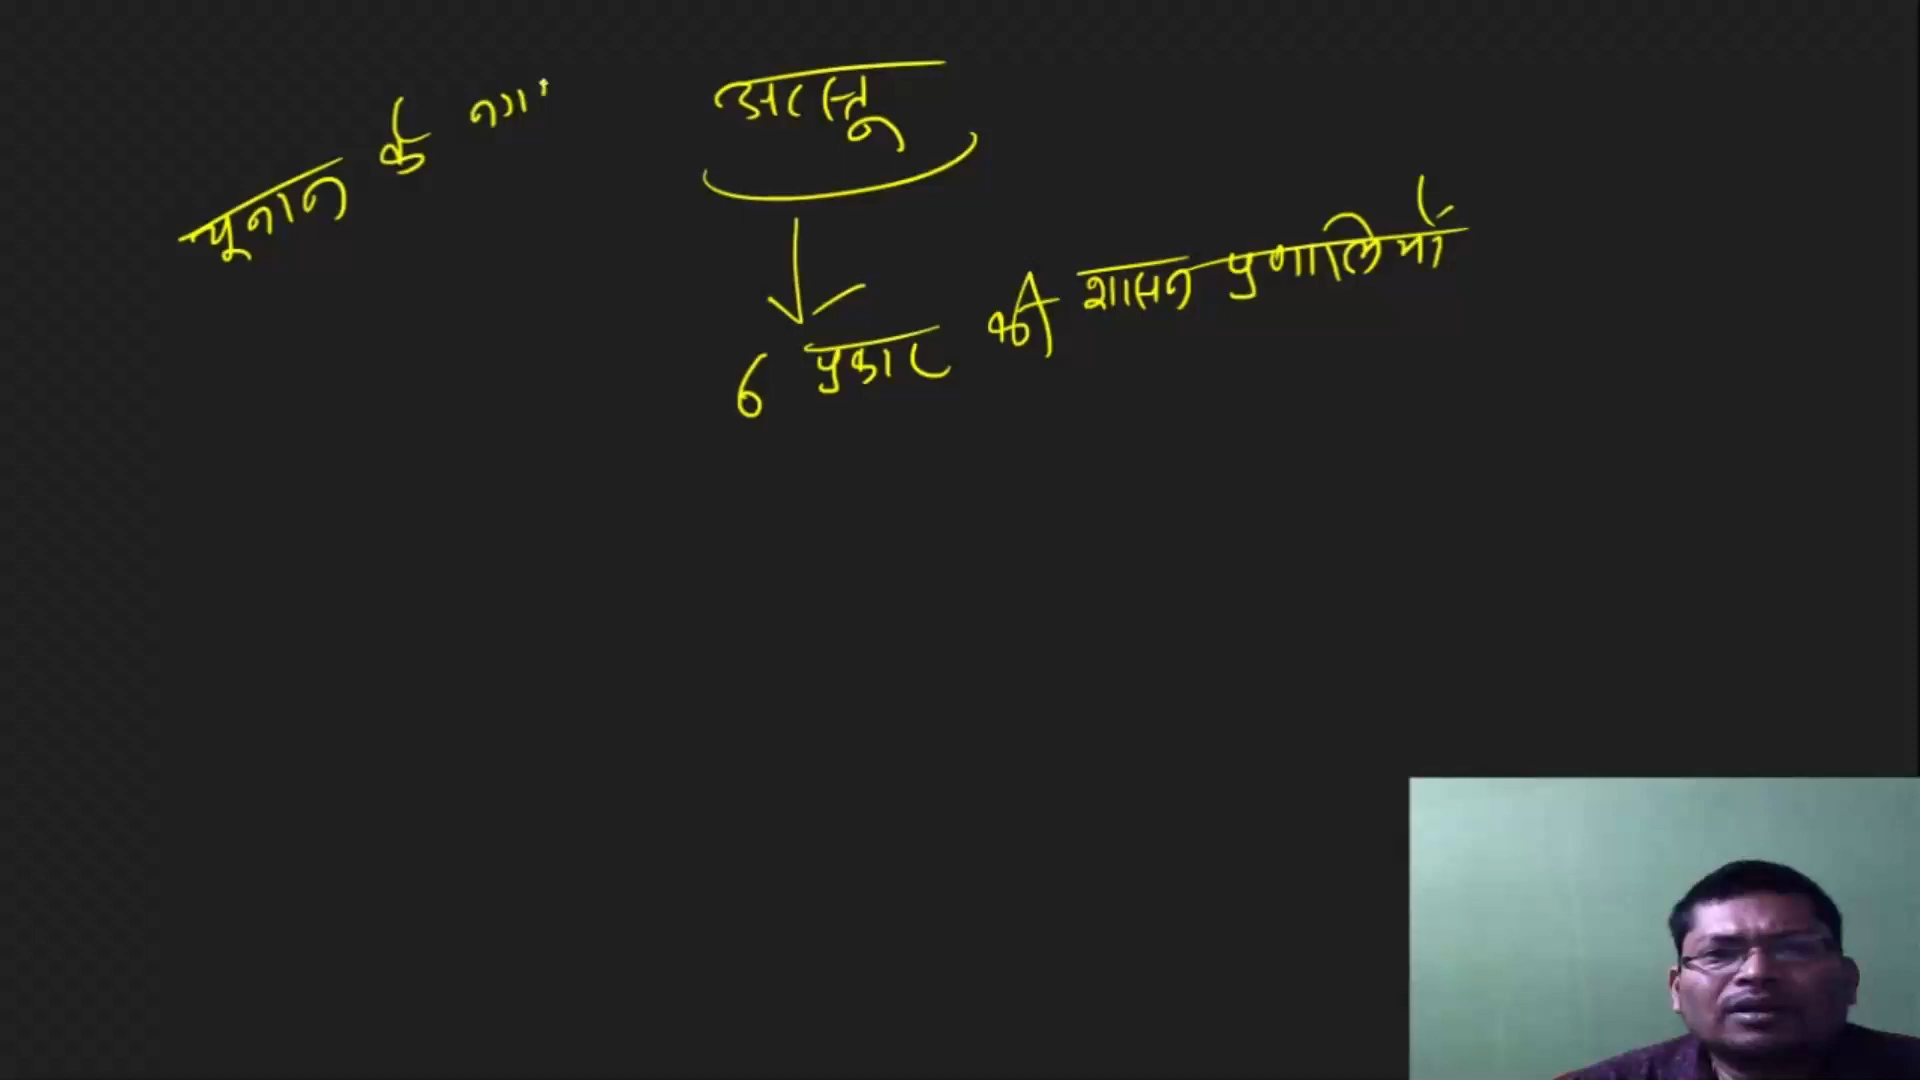 अरस्तू
यूनान के नग
6 प्रकार की शासन प्रणालियाँ